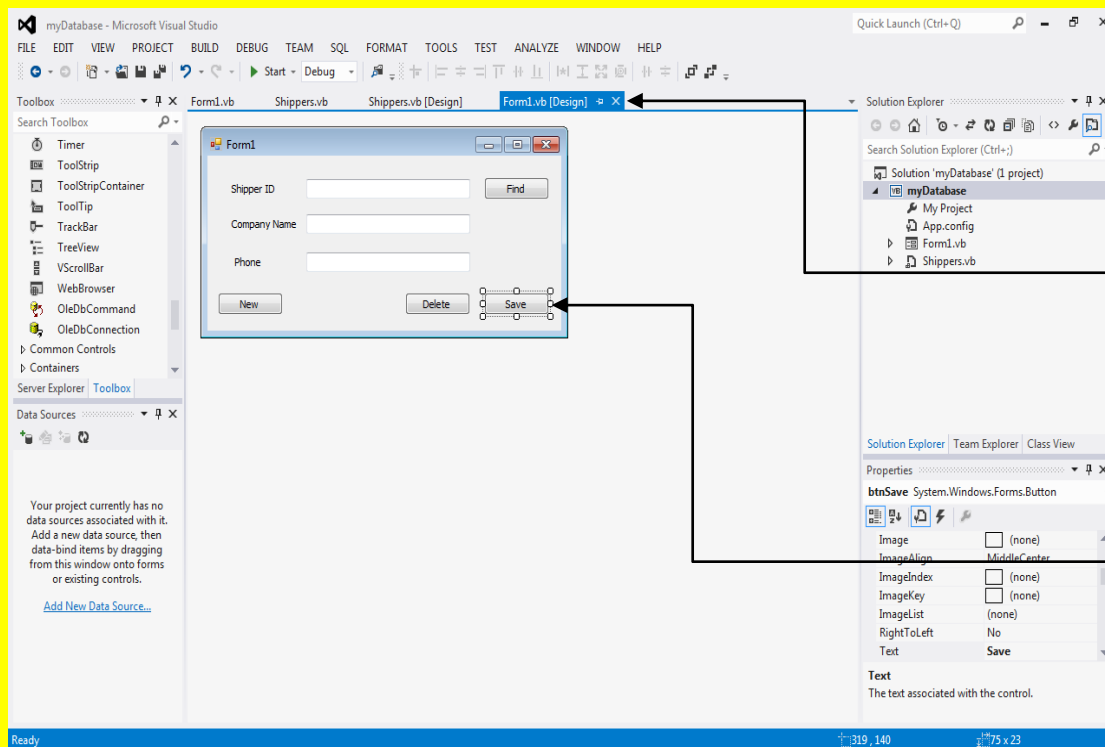 myDatabase - Microsoft Visual Studio
Quick Launch (Ctrl+Q)
FILE EDIT VIEW PROJECT BUILD DEBUG TEAM SQL FORMAT TOOLS TEST ANALYZE WINDOW HELP
Start Debug
Toolbox
Search Toolbox
Timer
ToolStrip
ToolStripContainer
ToolTip
TrackBar
TreeView
VScrollBar
WebBrowser
OleDbCommand
OleDbConnection
Common Controls
Containers
Server Explorer Toolbox
Data Sources
Your project currently has no
data sources associated with it.
Add a new data source, then
data-bind items by dragging
from this window onto forms
or existing controls.
Add New Data Source...
Form1.vb Shippers.vb Shippers.vb [Design] Form1.vb [Design]
Form1
Shipper ID Find
Company Name
Phone
New Delete Save
Solution Explorer
Search Solution Explorer (Ctrl+;)
Solution 'myDatabase' (1 project)
VB myDatabase
My Project
App.config
Form1.vb
Shippers.vb
Solution Explorer Team Explorer Class View
Properties
btnSave System.Windows.Forms.Button
Image (none)
ImageAlign MiddleCenter
ImageIndex (none)
ImageKey (none)
ImageList (none)
RightToLeft No
Text Save
Text
The text associated with the control.
Ready 319 , 140 75 x 23